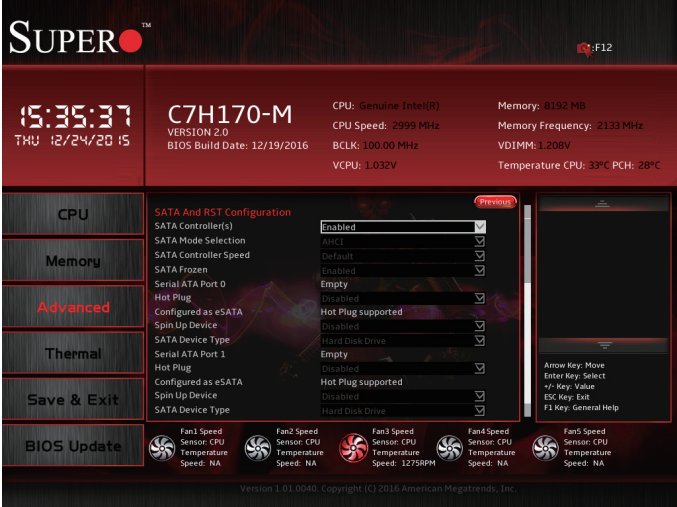 SUPER TM
:F12
15:35:37
THU 12/24/2015
C7H170-M
VERSION 2.0
BIOS Build Date: 12/19/2016
CPU: Genuine Intel(R)
CPU Speed: 2999 MHz
BCLK: 100.00 MHz
VCPU: 1.032V
Memory: 8192 MB
Memory Frequency: 2133 MHz
VDIMM: 1.208V
Temperature CPU: 33°C PCH: 28°C
CPU
Memory
Advanced
Thermal
Save & Exit
BIOS Update
Previous
SATA And RST Configuration
SATA Controller(s) Enabled
SATA Mode Selection AHCI
SATA Controller Speed Default
SATA Frozen Enabled
Serial ATA Port 0 Empty
Hot Plug Disabled
Configured as eSATA Hot Plug supported
Spin Up Device Disabled
SATA Device Type Hard Disk Drive
Serial ATA Port 1 Empty
Hot Plug Disabled
Configured as eSATA Hot Plug supported
Spin Up Device Disabled
SATA Device Type Hard Disk Drive
Arrow Key: Move
Enter Key: Select
+/- Key: Value
ESC Key: Exit
F1 Key: General Help
Fan1 Speed
Sensor: CPU
Temperature
Speed: NA
Fan2 Speed
Sensor: CPU
Temperature
Speed: NA
Fan3 Speed
Sensor: CPU
Temperature
Speed: 1275RPM
Fan4 Speed
Sensor: CPU
Temperature
Speed: NA
Fan5 Speed
Sensor: CPU
Temperature
Speed: NA
Version 1.01.0040. Copyright (C) 2016 American Megatrends, Inc.